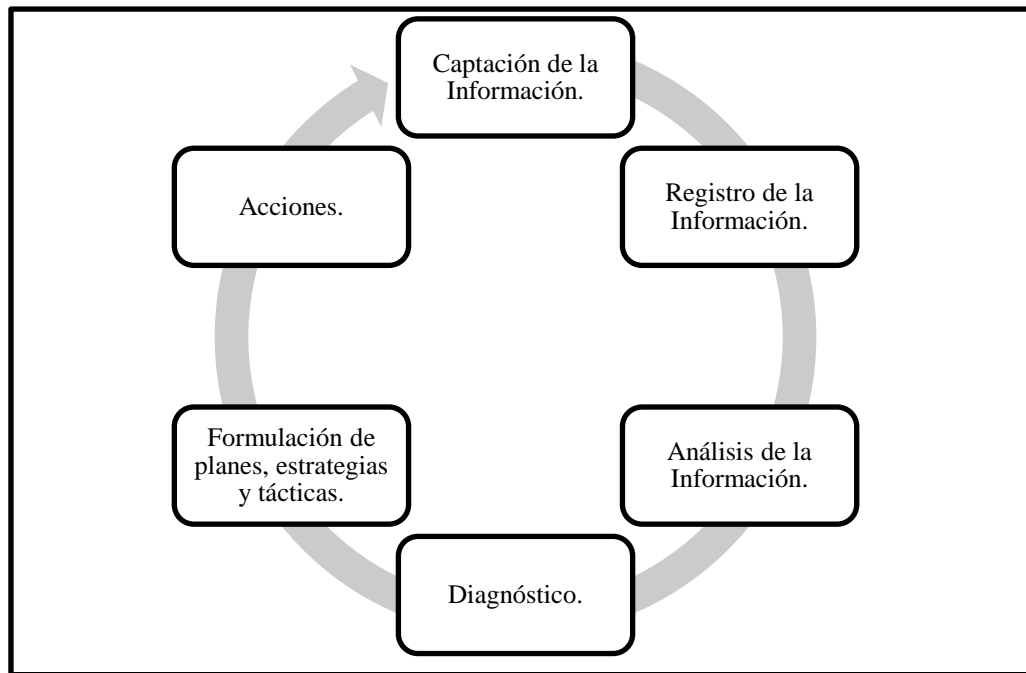 Captación de la
Información.
Registro de la
Información.
Análisis de la
Información.
Diagnóstico.
Formulación de
planes, estrategias
y tácticas.
Acciones.